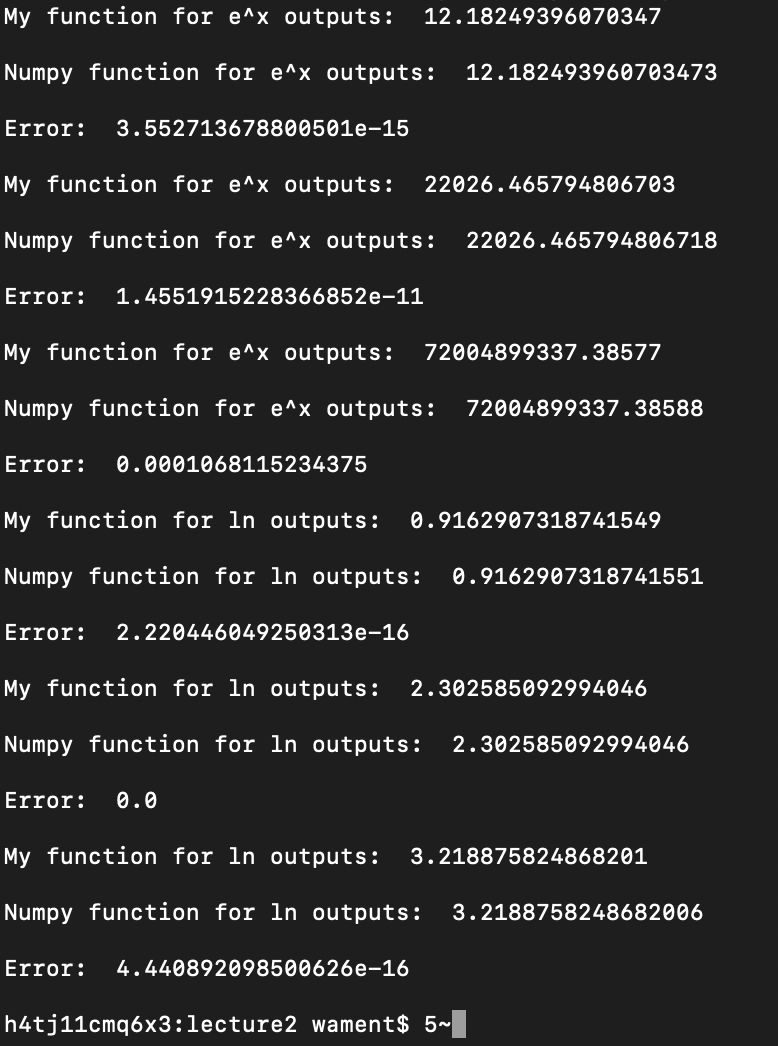 My function for e^x outputs:  12.18249396070347
Numpy function for e^x outputs:  12.182493960703473
Error:  3.552713678800501e-15
My function for e^x outputs:  22026.465794806703
Numpy function for e^x outputs:  22026.465794806718
Error:  1.4551915228366852e-11
My function for e^x outputs:  72004899337.38577
Numpy function for e^x outputs:  72004899337.38588
Error:  0.0001068115234375
My function for ln outputs:  0.9162907318741549
Numpy function for ln outputs:  0.9162907318741551
Error:  2.220446049250313e-16
My function for ln outputs:  2.302585092994046
Numpy function for ln outputs:  2.302585092994046
Error:  0.0
My function for ln outputs:  3.218875824868201
Numpy function for ln outputs:  3.2188758248682006
Error:  4.440892098500626e-16
h4tj11cmq6x3:lecture2 wament$ 5~